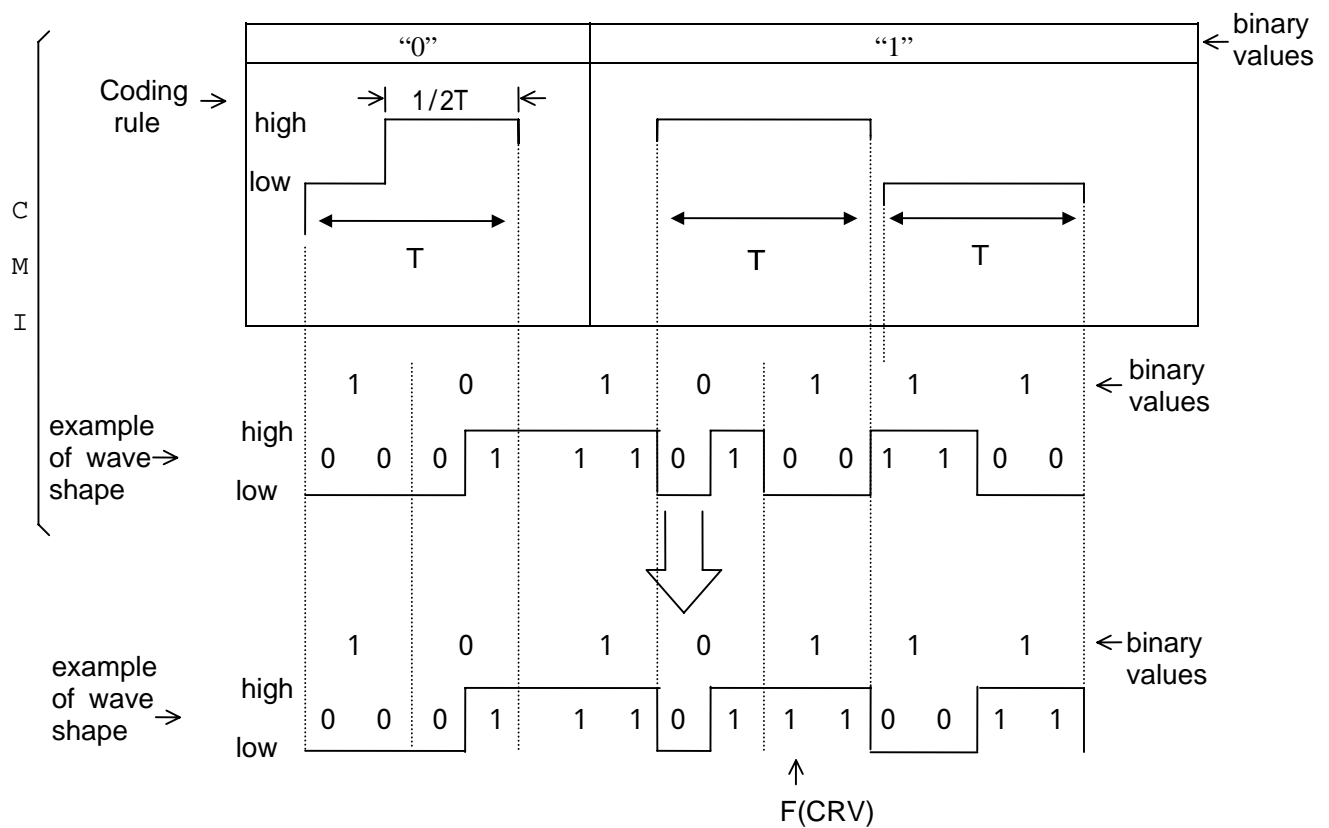 “0” “1” binary
values
Coding
rule
1/2T
high
low
T T T
C
M
I
1 0 1 0 1 1 1 binary
values
example
of wave
shape
high
0 0 0 1 1 1 0 1 0 0 1 1 0 0
low
1 0 1 0 1 1 1 binary
values
example
of wave
shape
high
0 0 0 1 1 1 0 1 1 1 0 0 1 1
low
F(CRV)